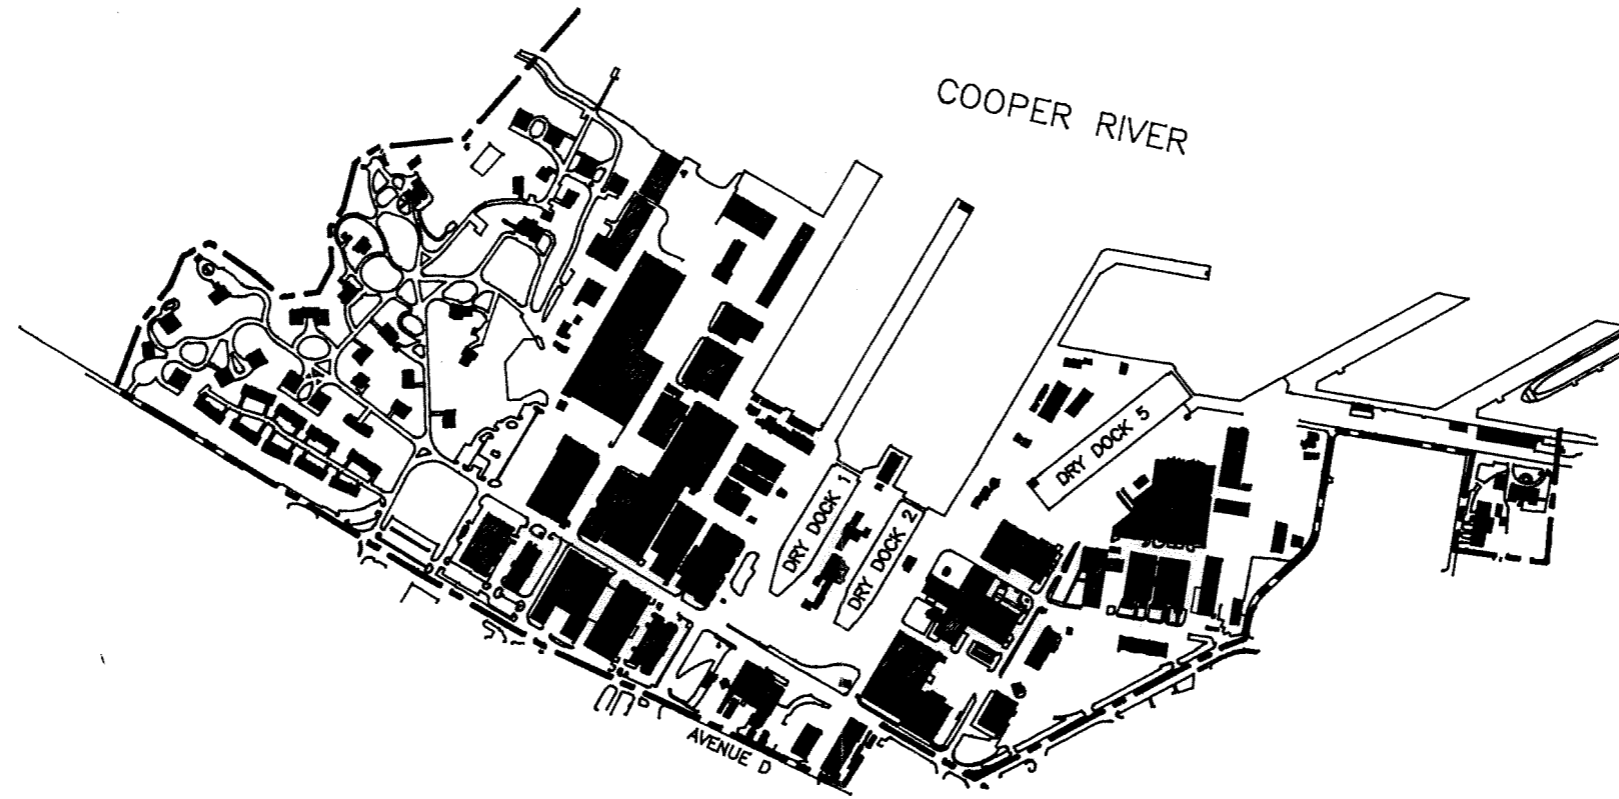 COOPER RIVER
DRY DOCK 5
DRY DOCK 1
DRY DOCK 2
AVENUE D